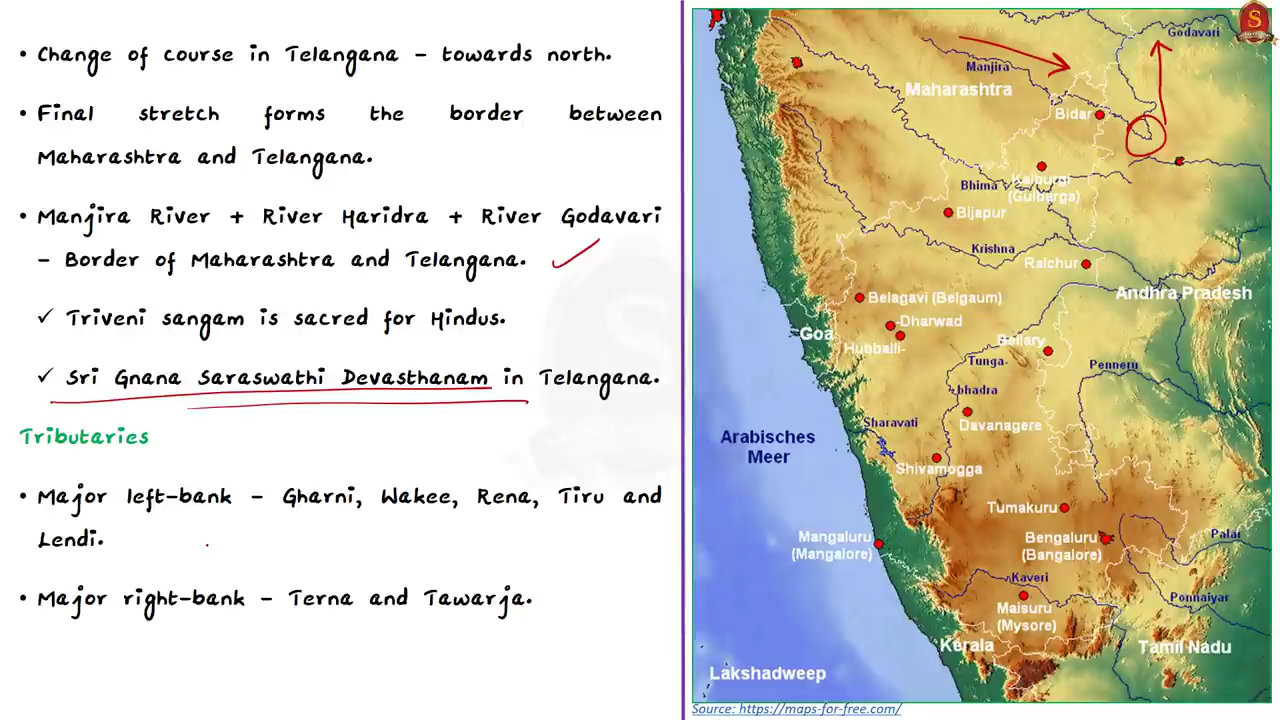 • Change of course in Telangana – towards north.
• Final stretch forms the border between
Maharashtra and Telangana.
• Manjira River + River Haridra + River Godavari
– Border of Maharashtra and Telangana.
✓ Triveni sangam is sacred for Hindus.
✓ Sri Gnana Saraswathi Devasthanam in Telangana.
Tributaries
• Major left-bank – Gharni, Wakee, Rena, Tiru and
Lendi.
• Major right-bank – Terna and Tawarja.
S
Godavari
Manjira
Maharashtra
Bidar
Kalburgi
(Gulberga)
Bhima
Bijapur
Krishna
Raichur
Belagavi (Belgaum)
Andhra Pradesh
Dharwad
Goa
Hubballi-
Bellary
Tunga-
Penneru
bhadra
Sharavati
Davanagere
Arabisches
Meer
Shivamogga
Tumakuru
Mangaluru
(Mangalore)
Bengaluru
(Bangalore)
Palar
Kaveri
Ponnaiyar
Maisuru
(Mysore)
Kerala
Tamil Nadu
Lakshadweep
Source: https://maps-for-free.com/